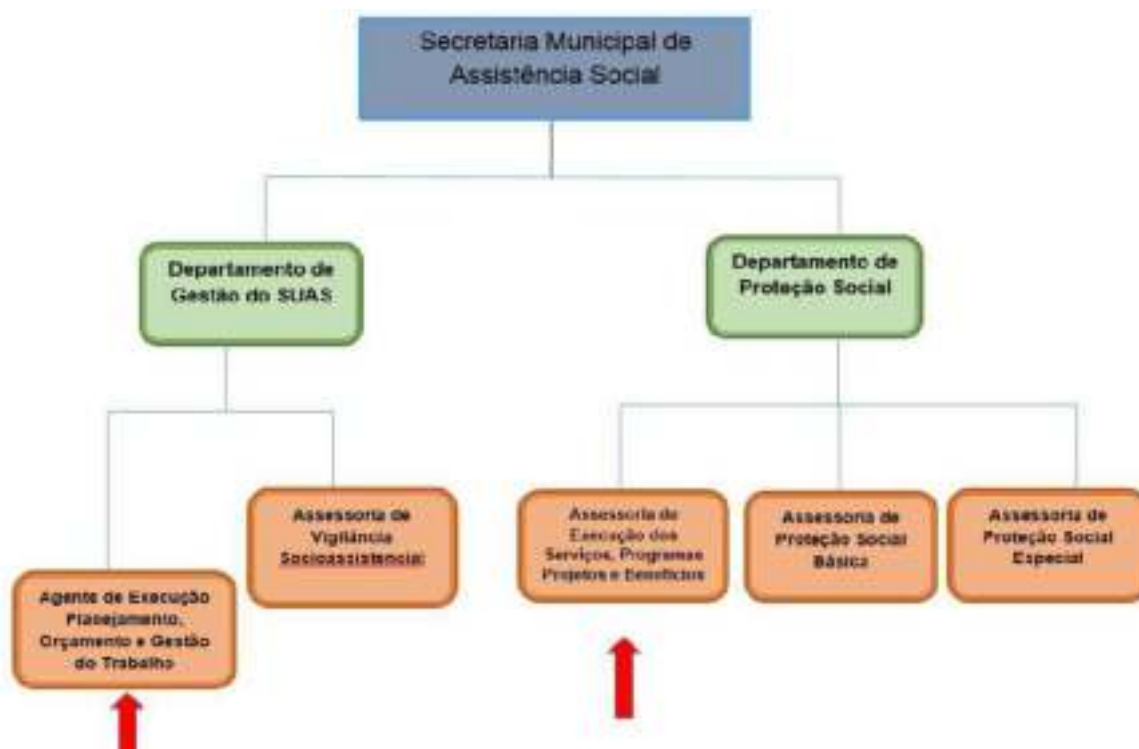 Secretaria Municipal de
Assistência Social
Departamento de
Gestão do SUAS
Departamento de
Proteção Social
Assessoria de
Vigilância
Socioassistencial
Agente de Execução
Planejamento,
Orçamento e Gestão
do Trabalho
Assessoria de
Execução dos
Serviços, Programas
Projetos e Benefícios
Assessoria de
Proteção Social
Básica
Assessoria de
Proteção Social
Especial